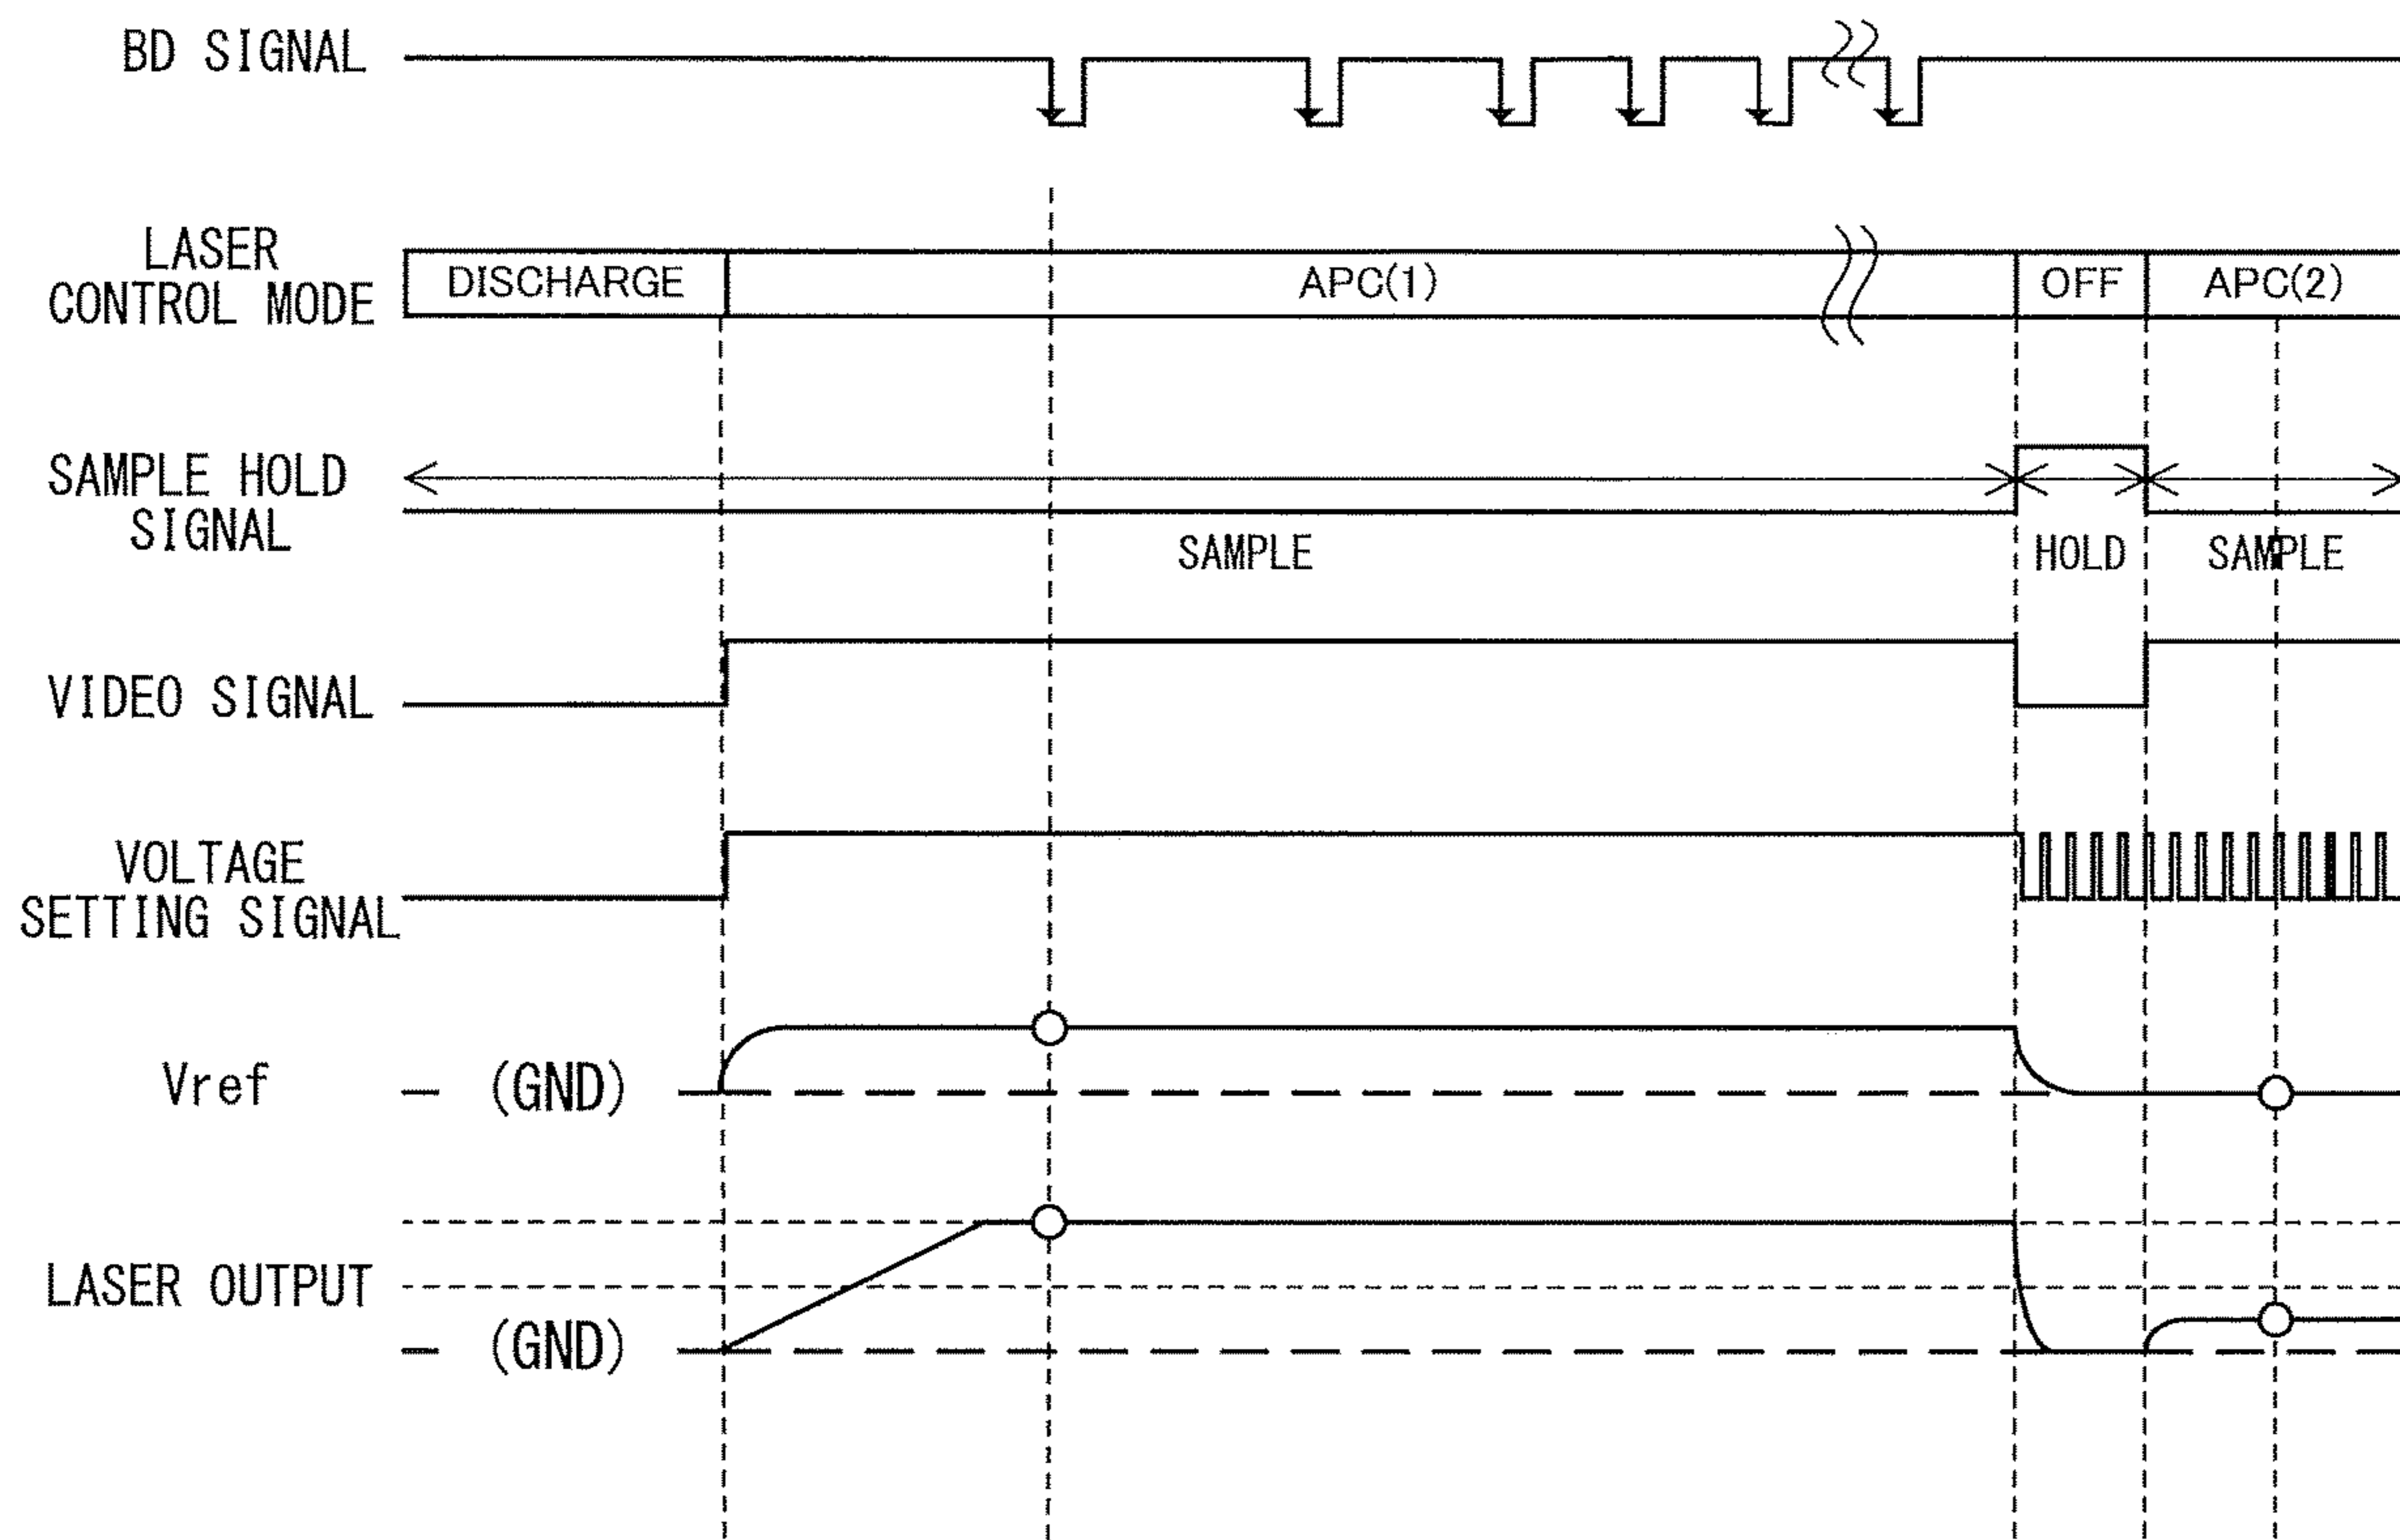 BD SIGNAL
LASER
CONTROL MODE
DISCHARGE
APC(1)
OFF
APC(2)
SAMPLE HOLD
SIGNAL
SAMPLE
HOLD
SAMPLE
VIDEO SIGNAL
VOLTAGE
SETTING SIGNAL
Vref
(GND)
LASER OUTPUT
(GND)